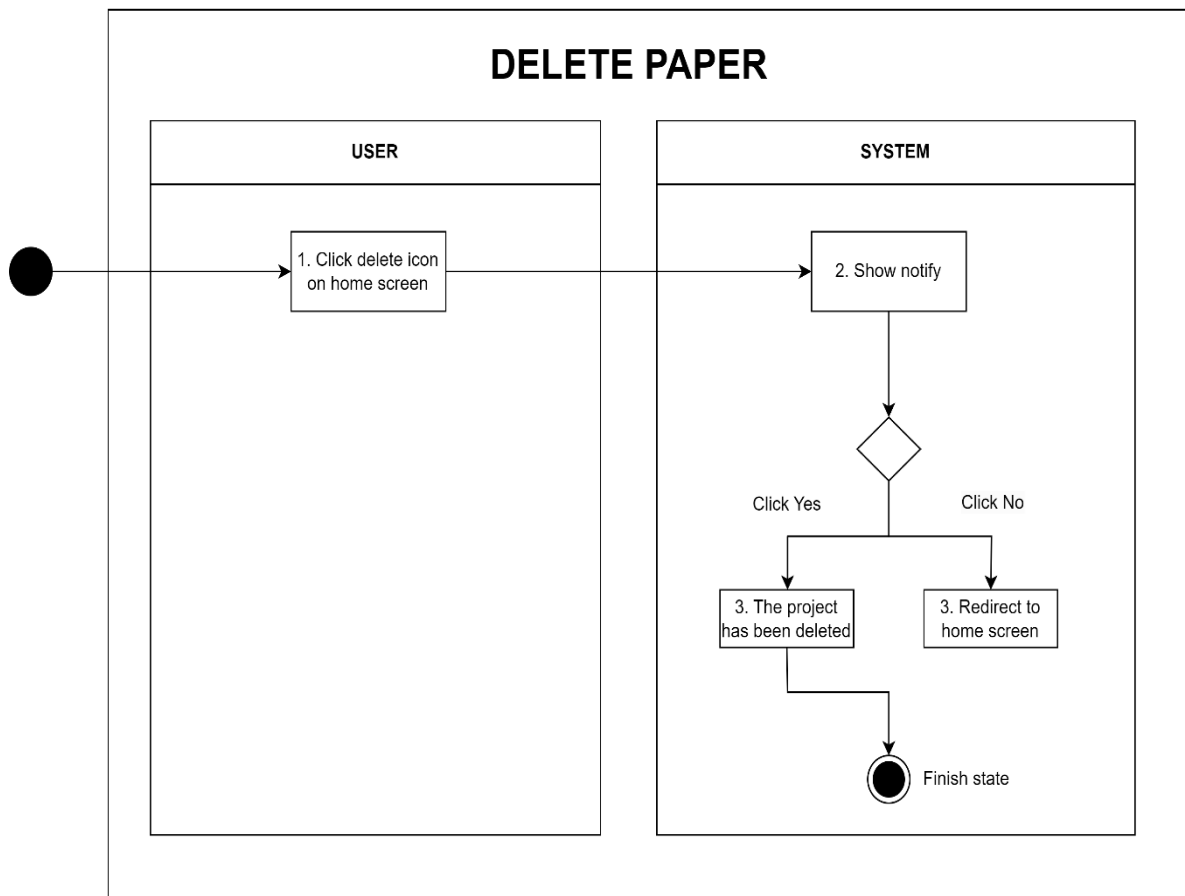 DELETE PAPER
USER
SYSTEM
1. Click delete icon
on home screen
2. Show notify
Click Yes
Click No
3. The project
has been deleted
3. Redirect to
home screen
Finish state